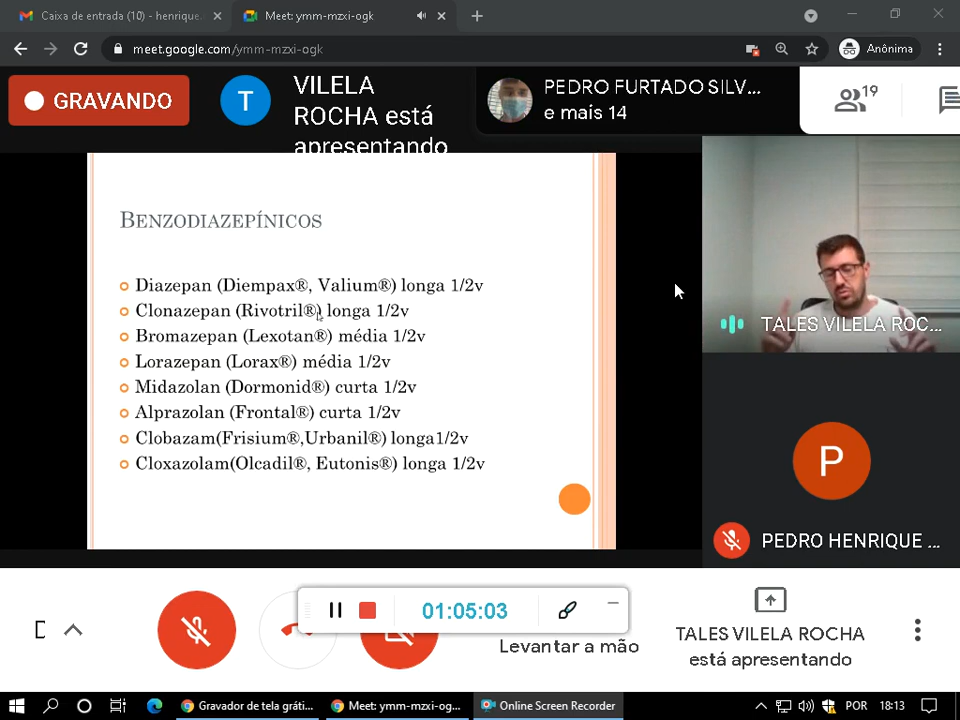 Caixa de entrada (10) - henrique.
Meet: ymm-mzxi-ogk
meet.google.com/ymm-mzxi-ogk
Anônima
GRAVANDO
T
VILELA
ROCHA está
apresentando
PEDRO FURTADO SILV...
e mais 14
19
BENZODIAZEPÍNICOS
Diazepan (Diempax®, Valium®) longa 1/2v
Clonazepan (Rivotril®) longa 1/2v
Bromazepan (Lexotan®) média 1/2v
Lorazepan (Lorax®) média 1/2v
Midazolan (Dormonid®) curta 1/2v
Alprazolan (Frontal®) curta 1/2v
Clobazam(Frisium®,Urbanil®) longa1/2v
Cloxazolam(Olcadil®, Eutonis®) longa 1/2v
TALES VILELA ROC...
P
PEDRO HENRIQUE ...
01:05:03
Levantar a mão
TALES VILELA ROCHA
está apresentando
Gravador de tela gráti...
Meet: ymm-mzxi-og...
Online Screen Recorder
POR
18:13